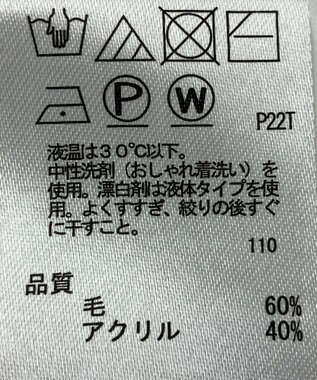 P W
P22T
液温は30℃以下。
中性洗剤（おしゃれ着洗い）を
使用。漂白剤は液体タイプを使
用。よくすすぎ、絞りの後すぐ
に干すこと。
110
品質
毛 60%
アクリル 40%